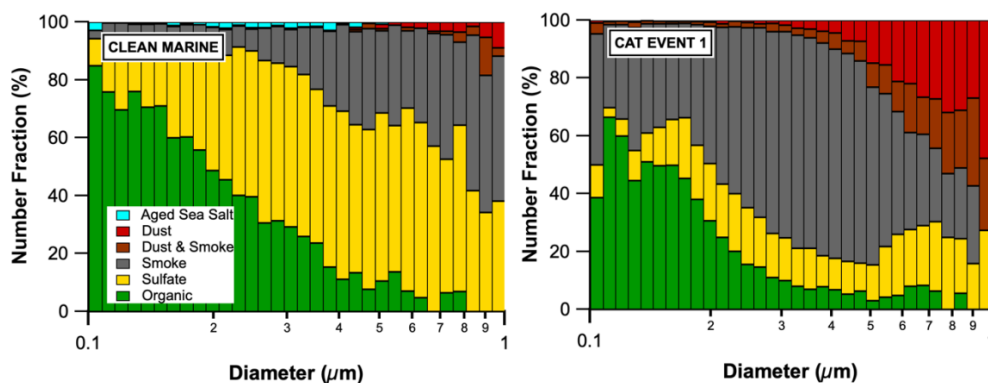 CLEAN MARINE
Number Fraction (%)
100
80
60
40
20
0
Aged Sea Salt
Dust
Dust & Smoke
Smoke
Sulfate
Organic
0.1
2
3
4
5
6
7
8
9
1
Diameter (μm)
CAT EVENT 1
Number Fraction (%)
100
80
60
40
20
0
0.1
2
3
4
5
6
7
8
9
1
Diameter (μm)